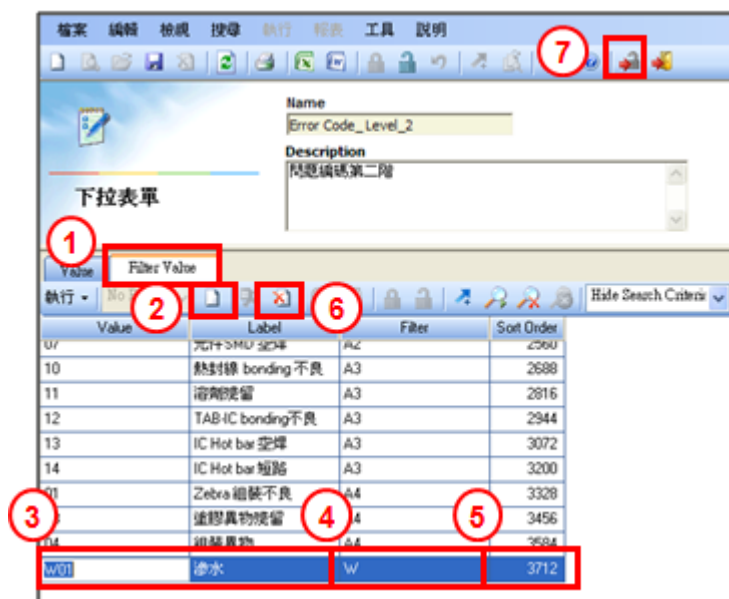 檔案 編輯 檢視 搜尋 執行 報表 工具 說明
7
Name
Error Code_Level_2
Description
問題編碼第二階
下拉表單
1
Value Filter Value
執行 2 6 Hide Search Criteria
Value Label Filter Sort Order
07 元件SMD 空焊 A2 2560
10 熱封線 bonding 不良 A3 2688
11 溶劑殘留 A3 2816
12 TAB-IC bonding不良 A3 2944
13 IC Hot bar 空焊 A3 3072
14 IC Hot bar 短路 A3 3200
01 Zebra 組裝不良 A4 3328
3 塗膠異物殘留 4 5 3456
04 組裝異物 A4 3584
W01 滲水 W 3712